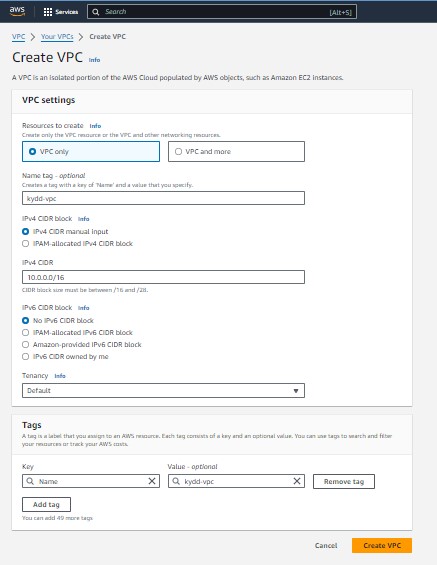 aws Services Search [Alt+S]
VPC > Your VPCs > Create VPC
Create VPC Info
A VPC is an isolated portion of the AWS Cloud populated by AWS objects, such as Amazon EC2 instances.
VPC settings
Resources to create Info
Create only the VPC resource or the VPC and other networking resources.
VPC only VPC and more
Name tag - optional
Creates a tag with a key of 'Name' and a value that you specify.
kydd-vpc
IPv4 CIDR block Info
IPv4 CIDR manual input
IPAM-allocated IPv4 CIDR block
IPv4 CIDR
10.0.0.0/16
CIDR block size must be between /16 and /28.
IPv6 CIDR block Info
No IPv6 CIDR block
IPAM-allocated IPv6 CIDR block
Amazon-provided IPv6 CIDR block
IPv6 CIDR owned by me
Tenancy Info
Default
Tags
A tag is a label that you assign to an AWS resource. Each tag consists of a key and an optional value. You can use tags to search and filter
your resources or track your AWS costs.
Key Value - optional
Name kydd-vpc Remove tag
Add tag
You can add 49 more tags
Cancel Create VPC